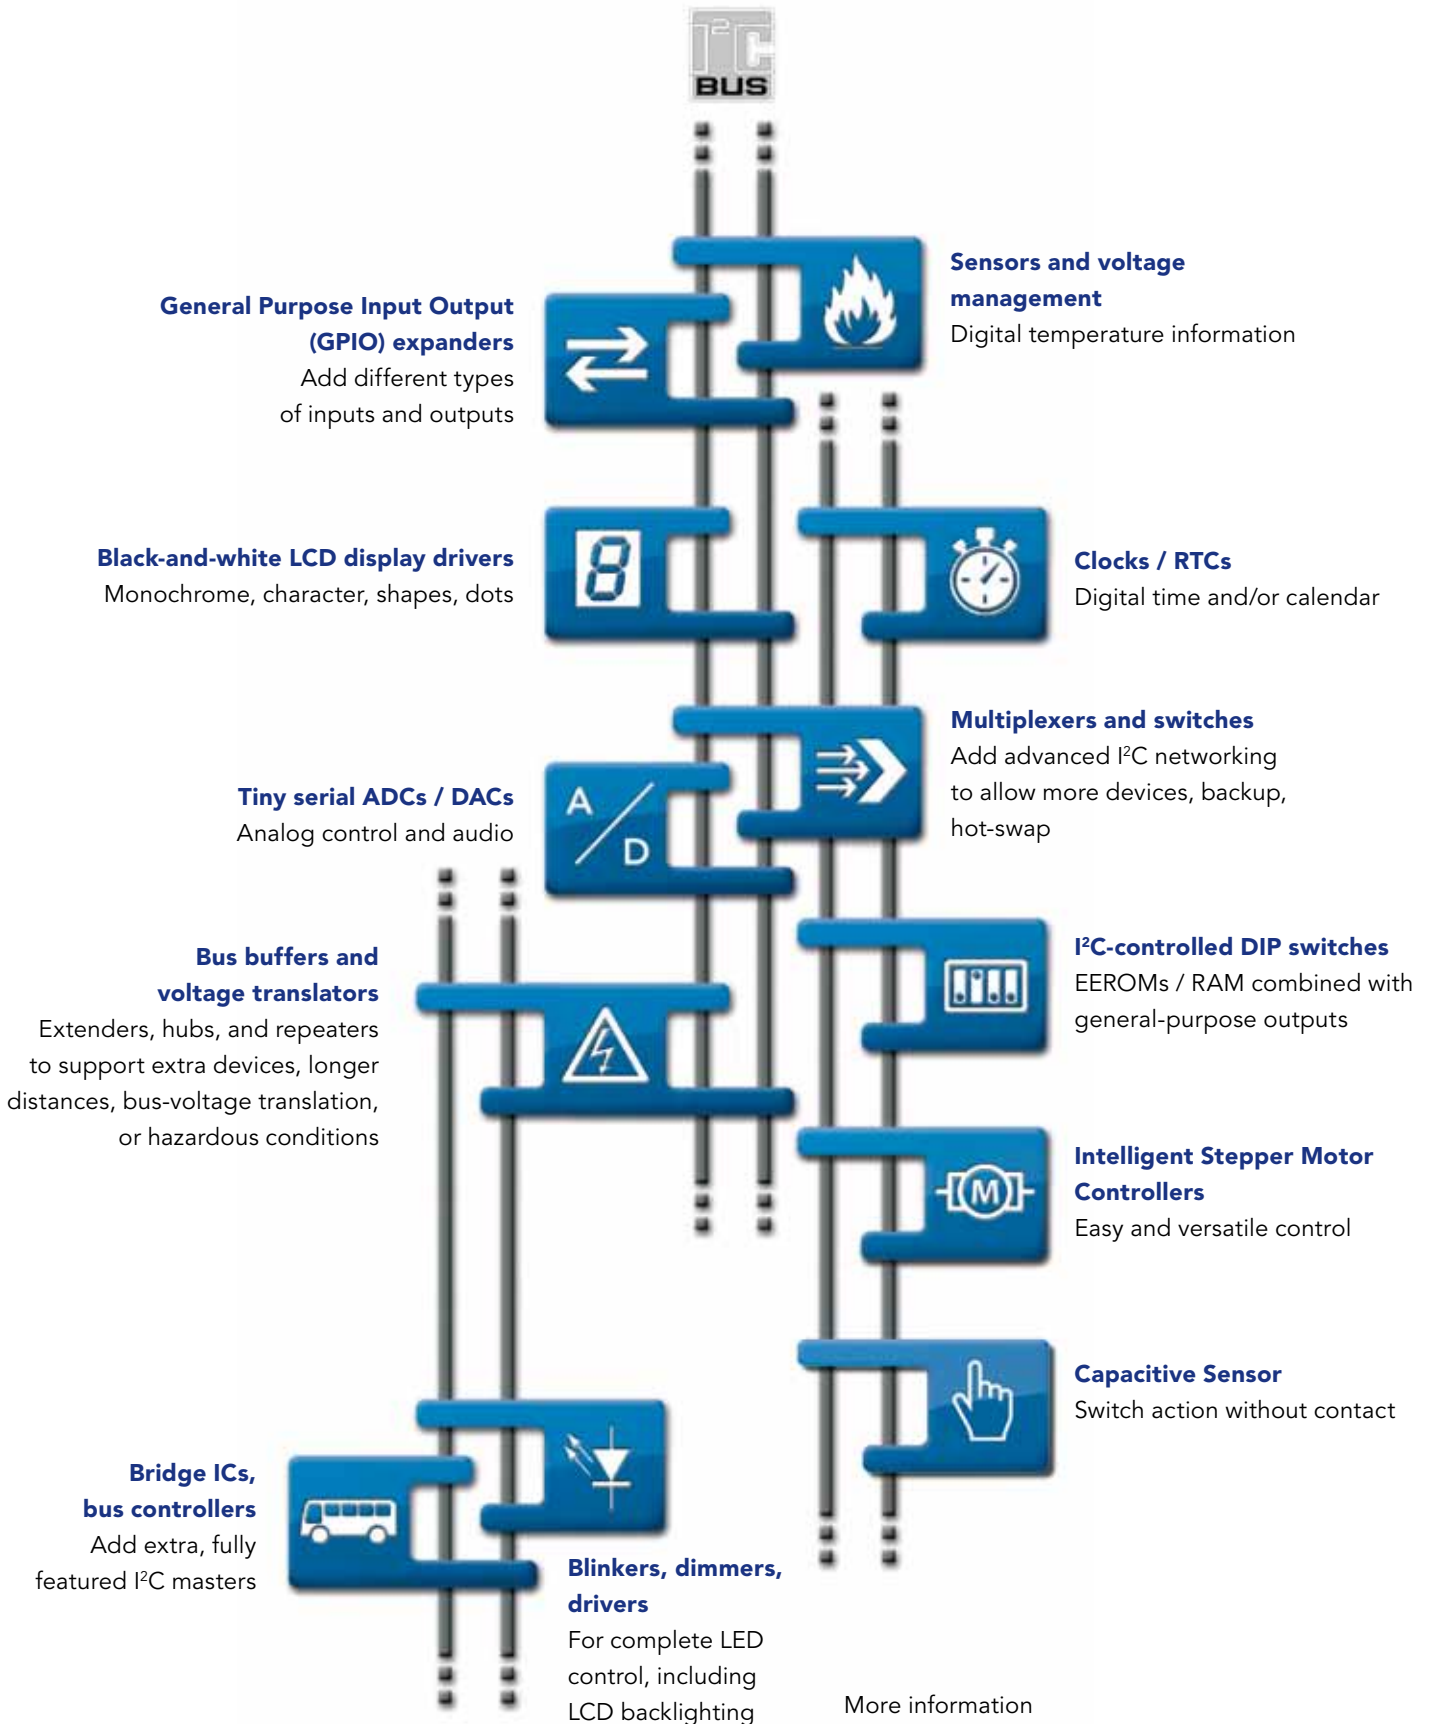 I²C
BUS
Sensors and voltage
management
Digital temperature information
General Purpose Input Output
(GPIO) expanders
Add different types
of inputs and outputs
Black-and-white LCD display drivers
Monochrome, character, shapes, dots
8
Clocks / RTCs
Digital time and/or calendar
Multiplexers and switches
Add advanced I²C networking
to allow more devices, backup,
hot-swap
Tiny serial ADCs / DACs
Analog control and audio
A/D
Bus buffers and
voltage translators
Extenders, hubs, and repeaters
to support extra devices, longer
distances, bus-voltage translation,
or hazardous conditions
I²C-controlled DIP switches
EEROMs / RAM combined with
general-purpose outputs
Intelligent Stepper Motor
Controllers
Easy and versatile control
M
Capacitive Sensor
Switch action without contact
Bridge ICs,
bus controllers
Add extra, fully
featured I²C masters
Blinkers, dimmers,
drivers
For complete LED
control, including
LCD backlighting
More information